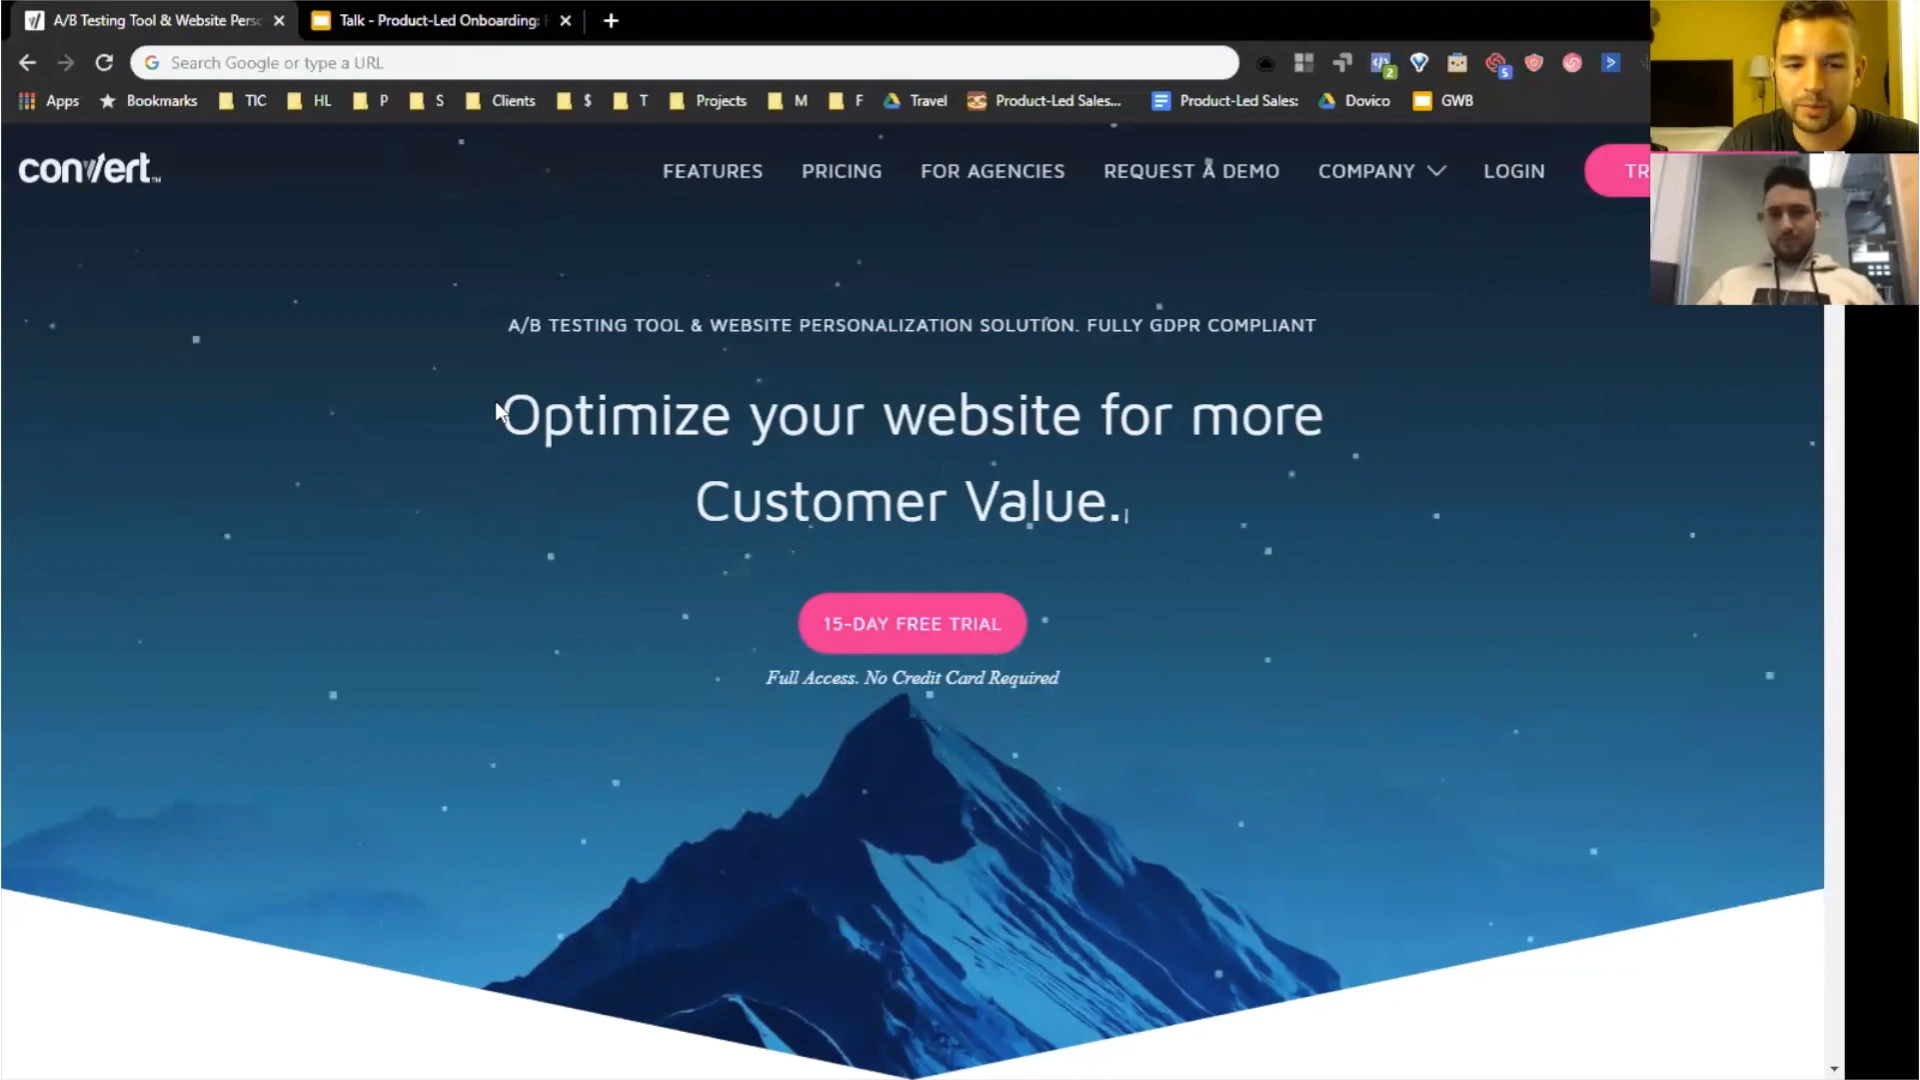 A/B Testing Tool & Website Pers
Talk - Product-Led Onboarding:
Search Google or type a URL
2
5
Apps
Bookmarks
TIC
HL
P
S
Clients
$
T
Projects
M
F
Travel
Product-Led Sales...
Product-Led Sales:
Dovico
GWB
convert™
FEATURES
PRICING
FOR AGENCIES
REQUEST A DEMO
COMPANY
LOGIN
TR
A/B TESTING TOOL & WEBSITE PERSONALIZATION SOLUTION. FULLY GDPR COMPLIANT
Optimize your website for more
Customer Value.
15-DAY FREE TRIAL
Full Access. No Credit Card Required